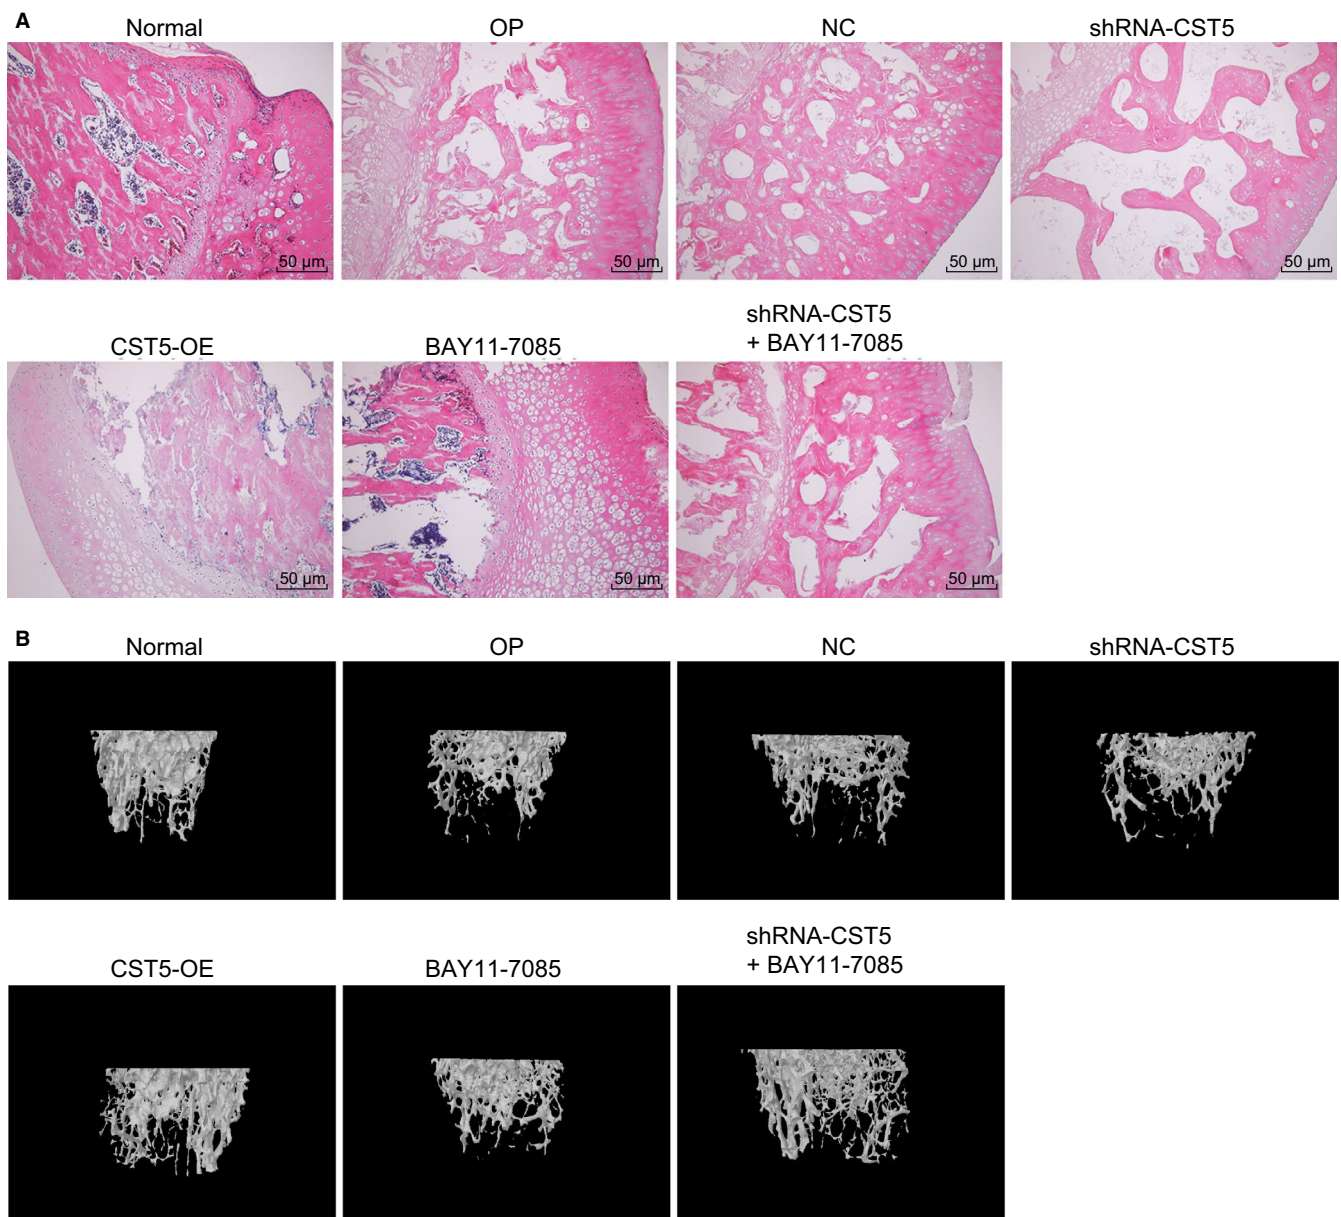 A
Normal
OP
NC
shRNA-CST5
50 µm
50 µm
50 µm
50 µm
CST5-OE
BAY11-7085
shRNA-CST5
+ BAY11-7085
50 µm
50 µm
50 µm
B
Normal
OP
NC
shRNA-CST5
CST5-OE
BAY11-7085
shRNA-CST5
+ BAY11-7085